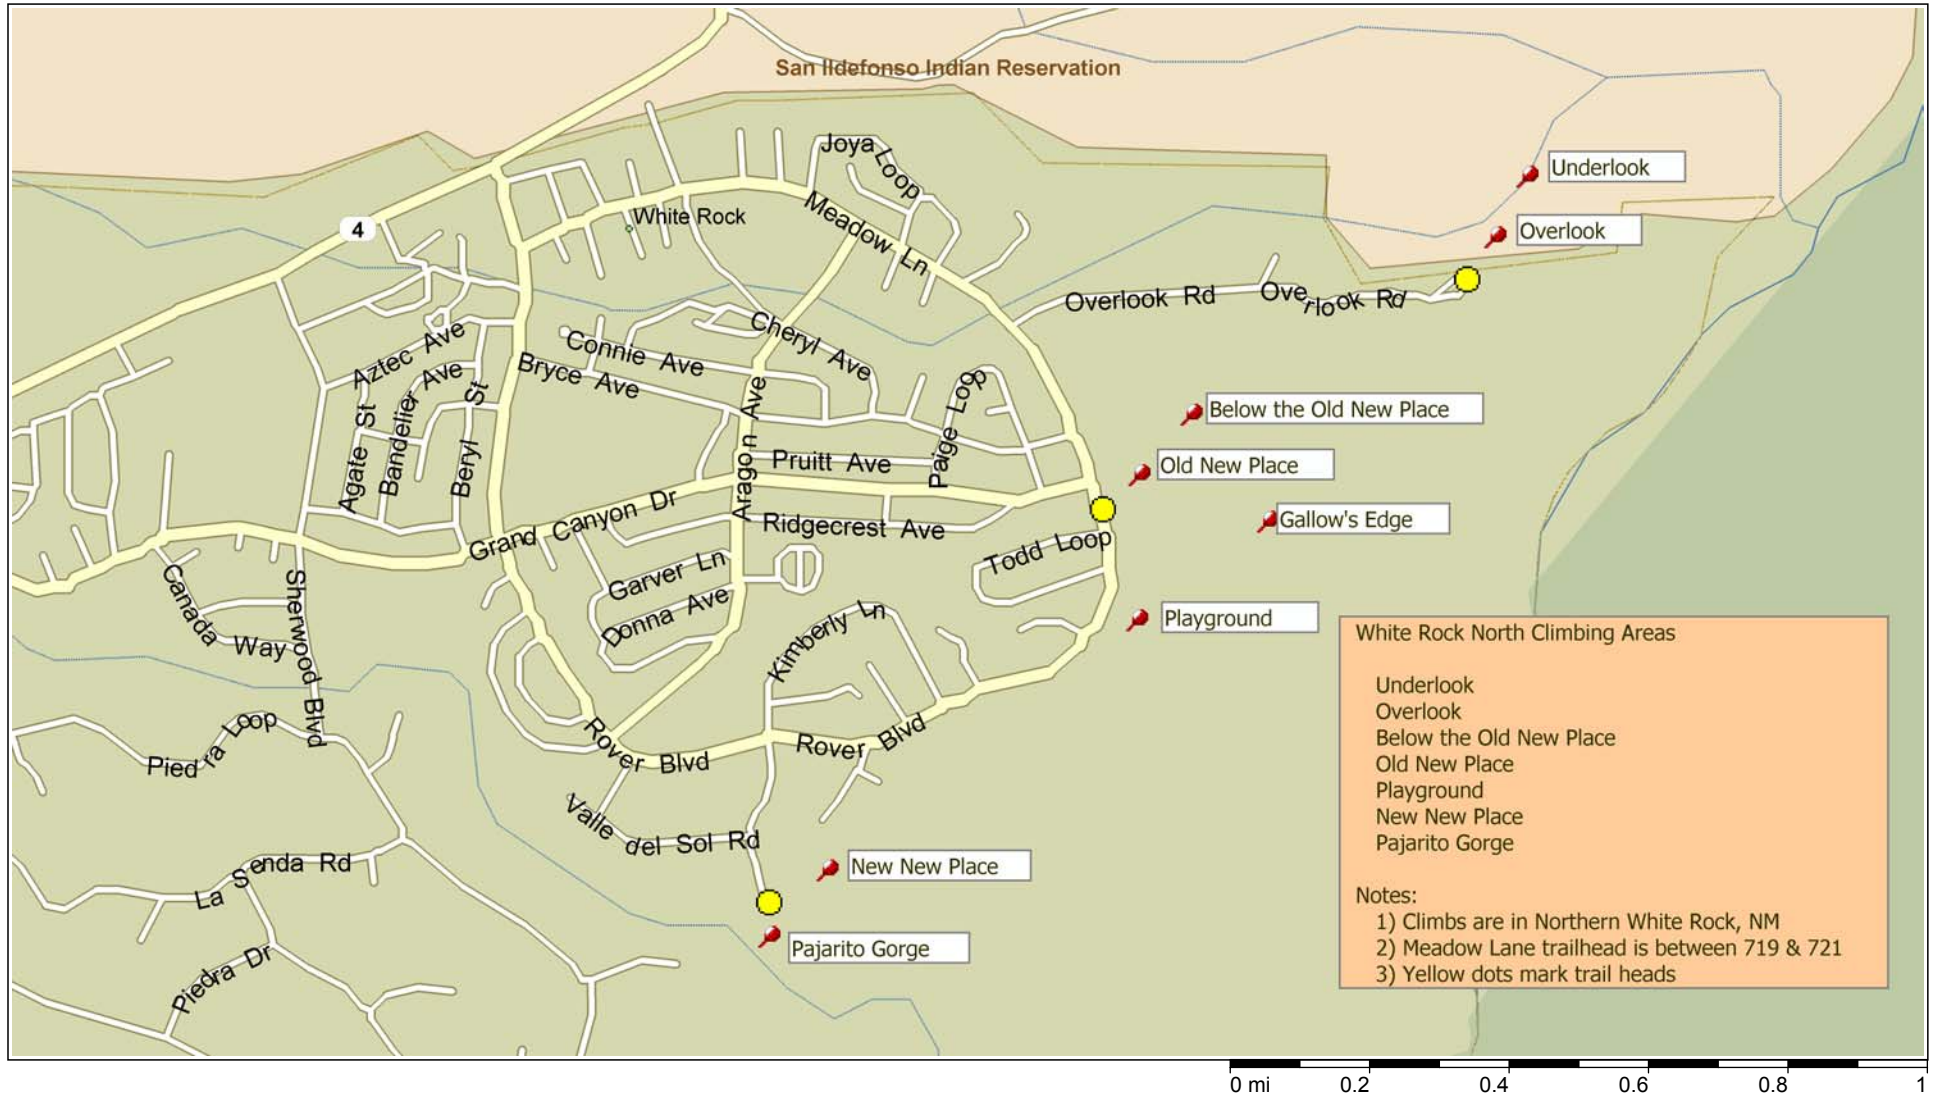 San Ildefonso Indian Reservation
Joya Loop
Underlook
4
White Rock
Meadow Ln
Overlook
Overlook Rd
Overlook Rd
Cheryl Ave
Aztec Ave
Connie Ave
Bryce Ave
Bandelier Ave
Beryl St
Agate St
Aragon Ave
Paige Loop
Below the Old New Place
Pruitt Ave
Old New Place
Grand Canyon Dr
Ridgecrest Ave
Gallow's Edge
Todd Loop
Garver Ln
Donna Ave
Canada Way
Sherwood Blvd
Kimberly Ln
Playground
Piedra Loop
Rover Blvd
Rover Blvd
Valle del Sol Rd
La Senda Rd
New New Place
Pajarito Gorge
Piedra Dr
White Rock North Climbing Areas
Underlook
Overlook
Below the Old New Place
Old New Place
Playground
New New Place
Pajarito Gorge
Notes:
1) Climbs are in Northern White Rock, NM
2) Meadow Lane trailhead is between 719 & 721
3) Yellow dots mark trail heads
0 mi 0.2 0.4 0.6 0.8 1